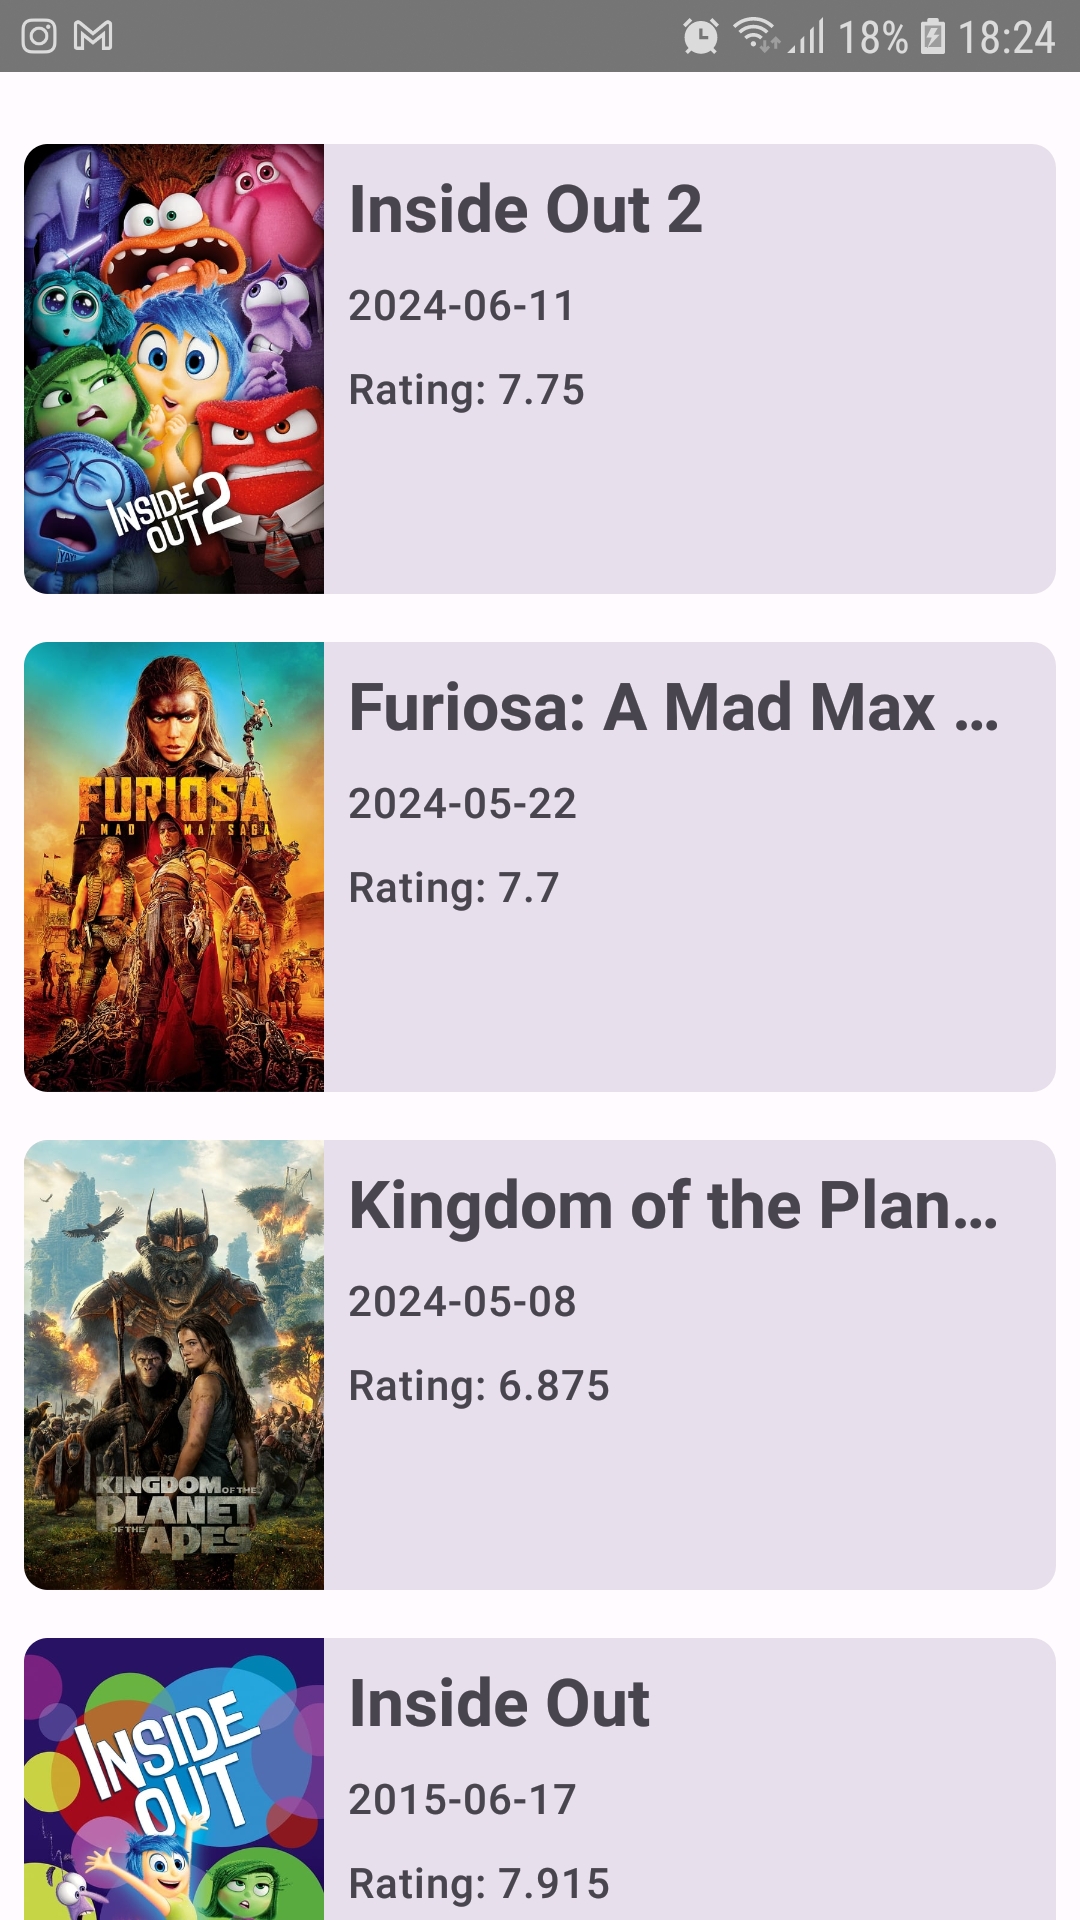 18% 18:24
Inside Out 2
2024-06-11
Rating: 7.75
INSIDE
OUT 2
YAY!
Furiosa: A Mad Max ...
2024-05-22
Rating: 7.7
FURIOSA
A MAD MAX SAGA
Kingdom of the Plan...
2024-05-08
Rating: 6.875
KINGDOM OF THE
PLANET
OF THE APES
Inside Out
2015-06-17
Rating: 7.915
INSIDE
OUT